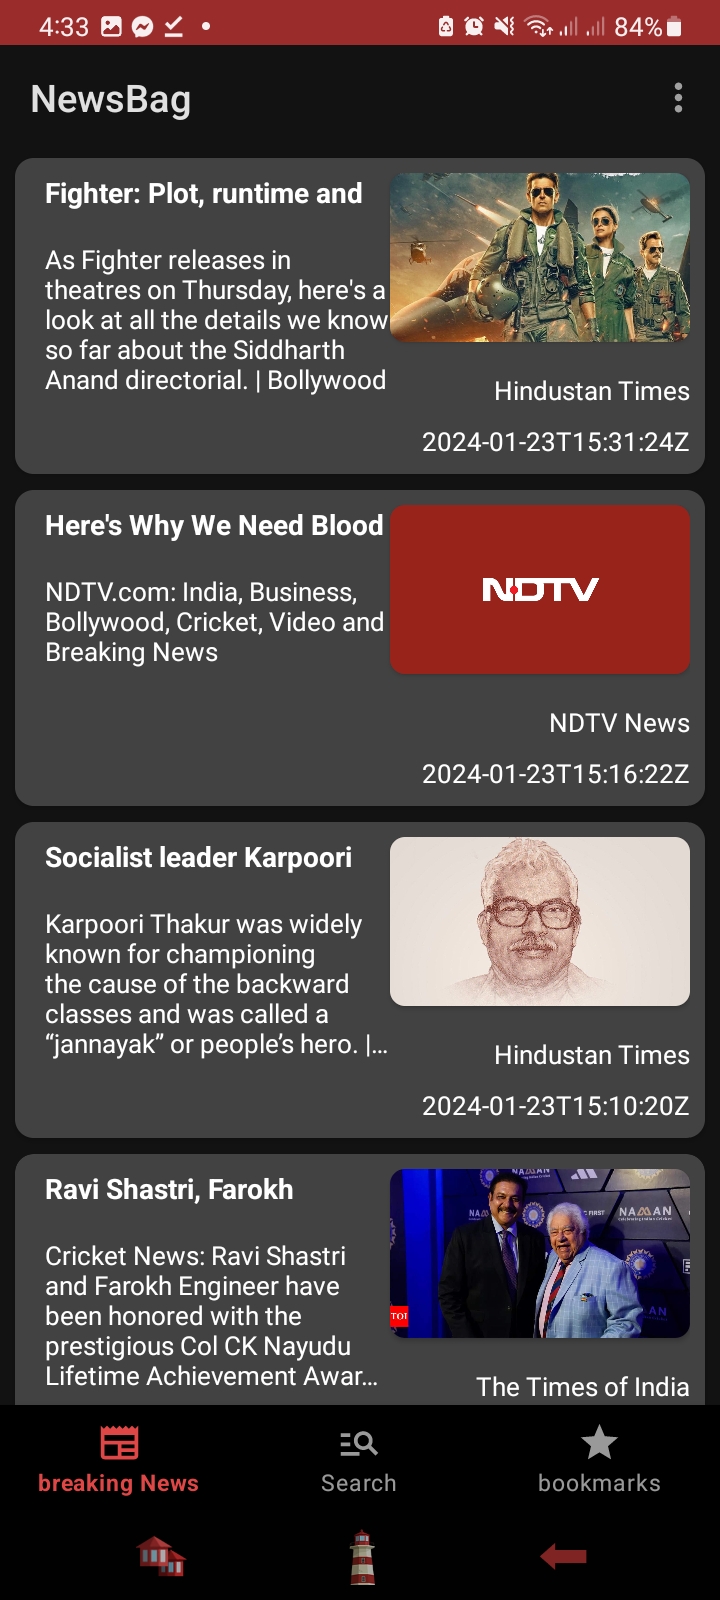 4:33
84%
NewsBag
Fighter: Plot, runtime and
As Fighter releases in
theatres on Thursday, here's a
look at all the details we know
so far about the Siddharth
Anand directorial. | Bollywood
Hindustan Times
2024-01-23T15:31:24Z
Here's Why We Need Blood
NDTV.com: India, Business,
Bollywood, Cricket, Video and
Breaking News
NDTV
NDTV News
2024-01-23T15:16:22Z
Socialist leader Karpoori
Karpoori Thakur was widely
known for championing
the cause of the backward
classes and was called a
“jannayak” or people’s hero. |...
Hindustan Times
2024-01-23T15:10:20Z
Ravi Shastri, Farokh
Cricket News: Ravi Shastri
and Farokh Engineer have
been honored with the
prestigious Col CK Nayudu
Lifetime Achievement Awar...
NAMAN
TOI
The Times of India
breaking News
Search
bookmarks